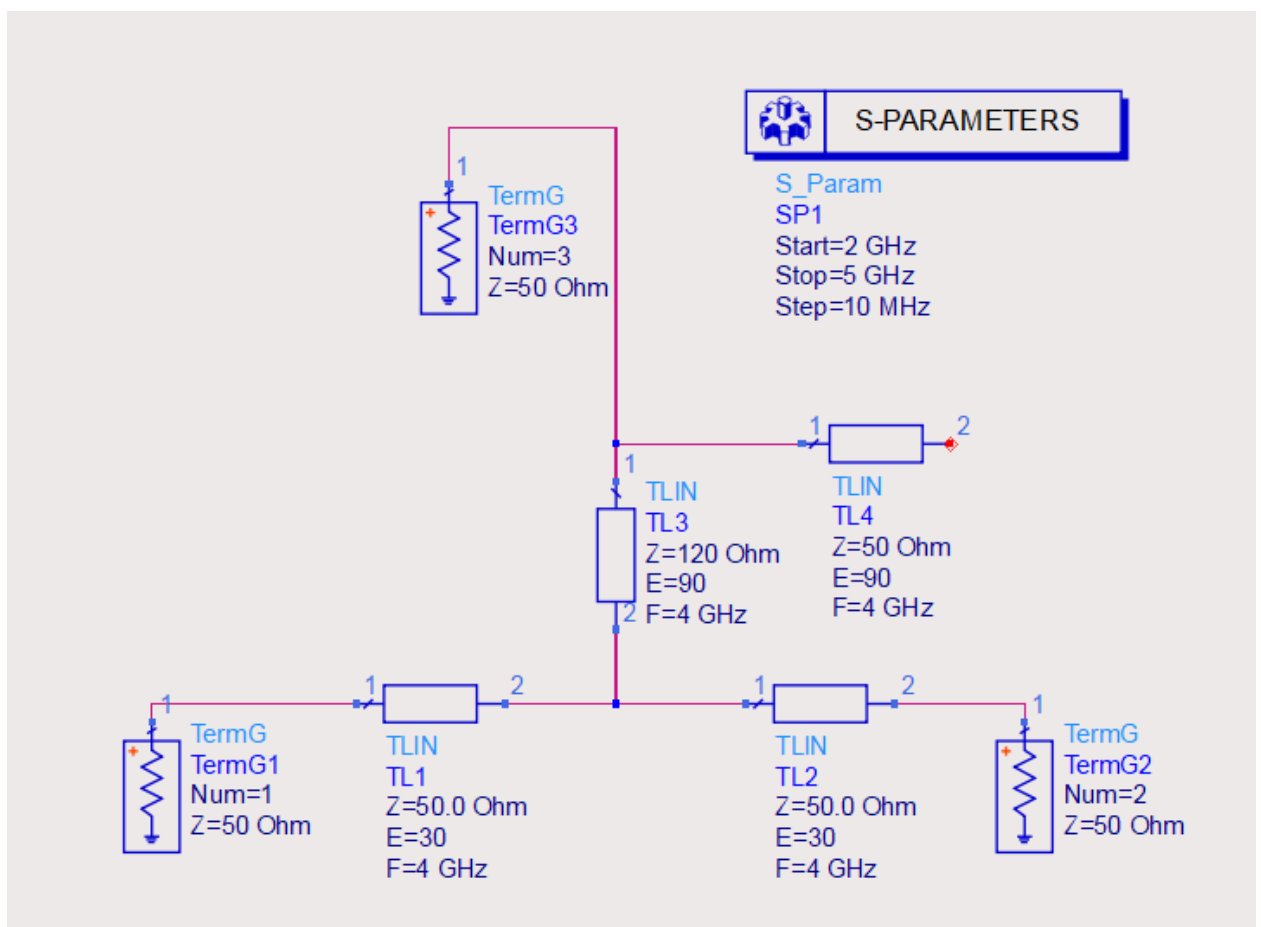 S-PARAMETERS
S_Param
SP1
Start=2 GHz
Stop=5 GHz
Step=10 MHz
1
TermG
TermG3
Num=3
Z=50 Ohm
1
2
TLIN
TL4
Z=50 Ohm
E=90
F=4 GHz
1
TLIN
TL3
Z=120 Ohm
E=90
F=4 GHz
2
1
TermG
TermG1
Num=1
Z=50 Ohm
1
2
TLIN
TL1
Z=50.0 Ohm
E=30
F=4 GHz
1
2
TLIN
TL2
Z=50.0 Ohm
E=30
F=4 GHz
1
TermG
TermG2
Num=2
Z=50 Ohm